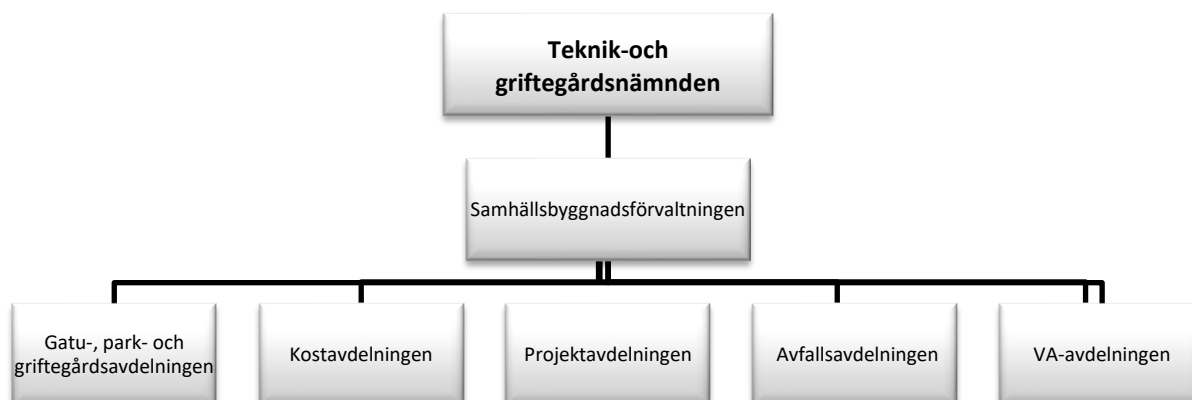 Teknik-och
griftegårdsnämnden
Samhällsbyggnadsförvaltningen
Gatu-, park- och
griftegårdsavdelningen
Kostavdelningen
Projektavdelningen
Avfallsavdelningen
VA-avdelningen